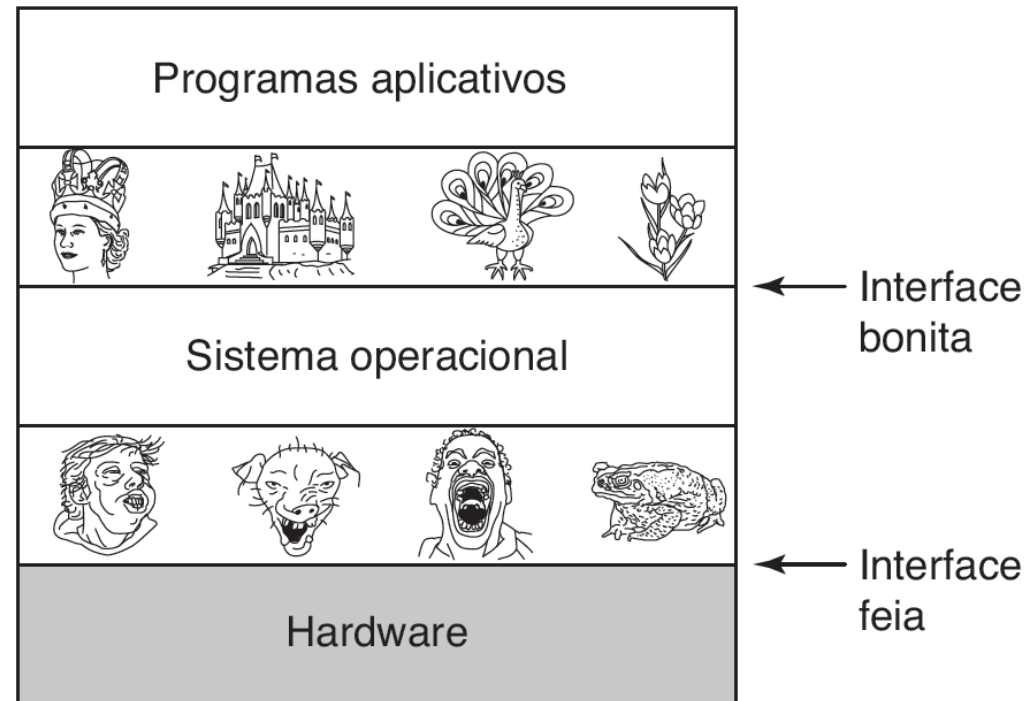 Programas aplicativos
Interface
bonita
Sistema operacional
Interface
feia
Hardware